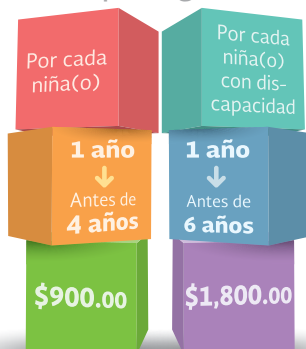 Por cada
niña(o)
1 año
Antes de
4 años
$900.00
Por cada
niña(o)
con dis-
capacidad
1 año
Antes de
6 años
$1,800.00